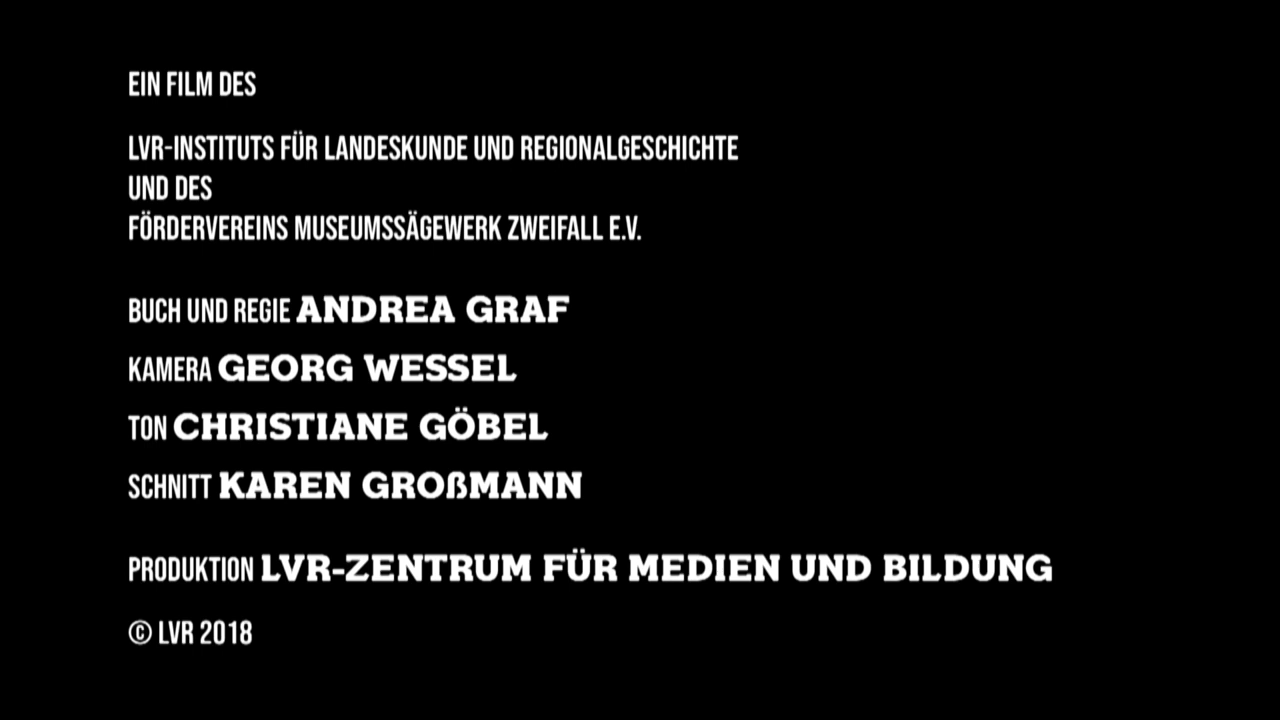 EIN FILM DES
LVR-INSTITUTS FÜR LANDESKUNDE UND REGIONALGESCHICHTE
UND DES
FÖRDERVEREINS MUSEUMSSÄGEWERK ZWEIFALL E.V.
BUCH UND REGIE ANDREA GRAF
KAMERA GEORG WESSEL
TON CHRISTIANE GÖBEL
SCHNITT KAREN GROßMANN
PRODUKTION LVR-ZENTRUM FÜR MEDIEN UND BILDUNG
© LVR 2018